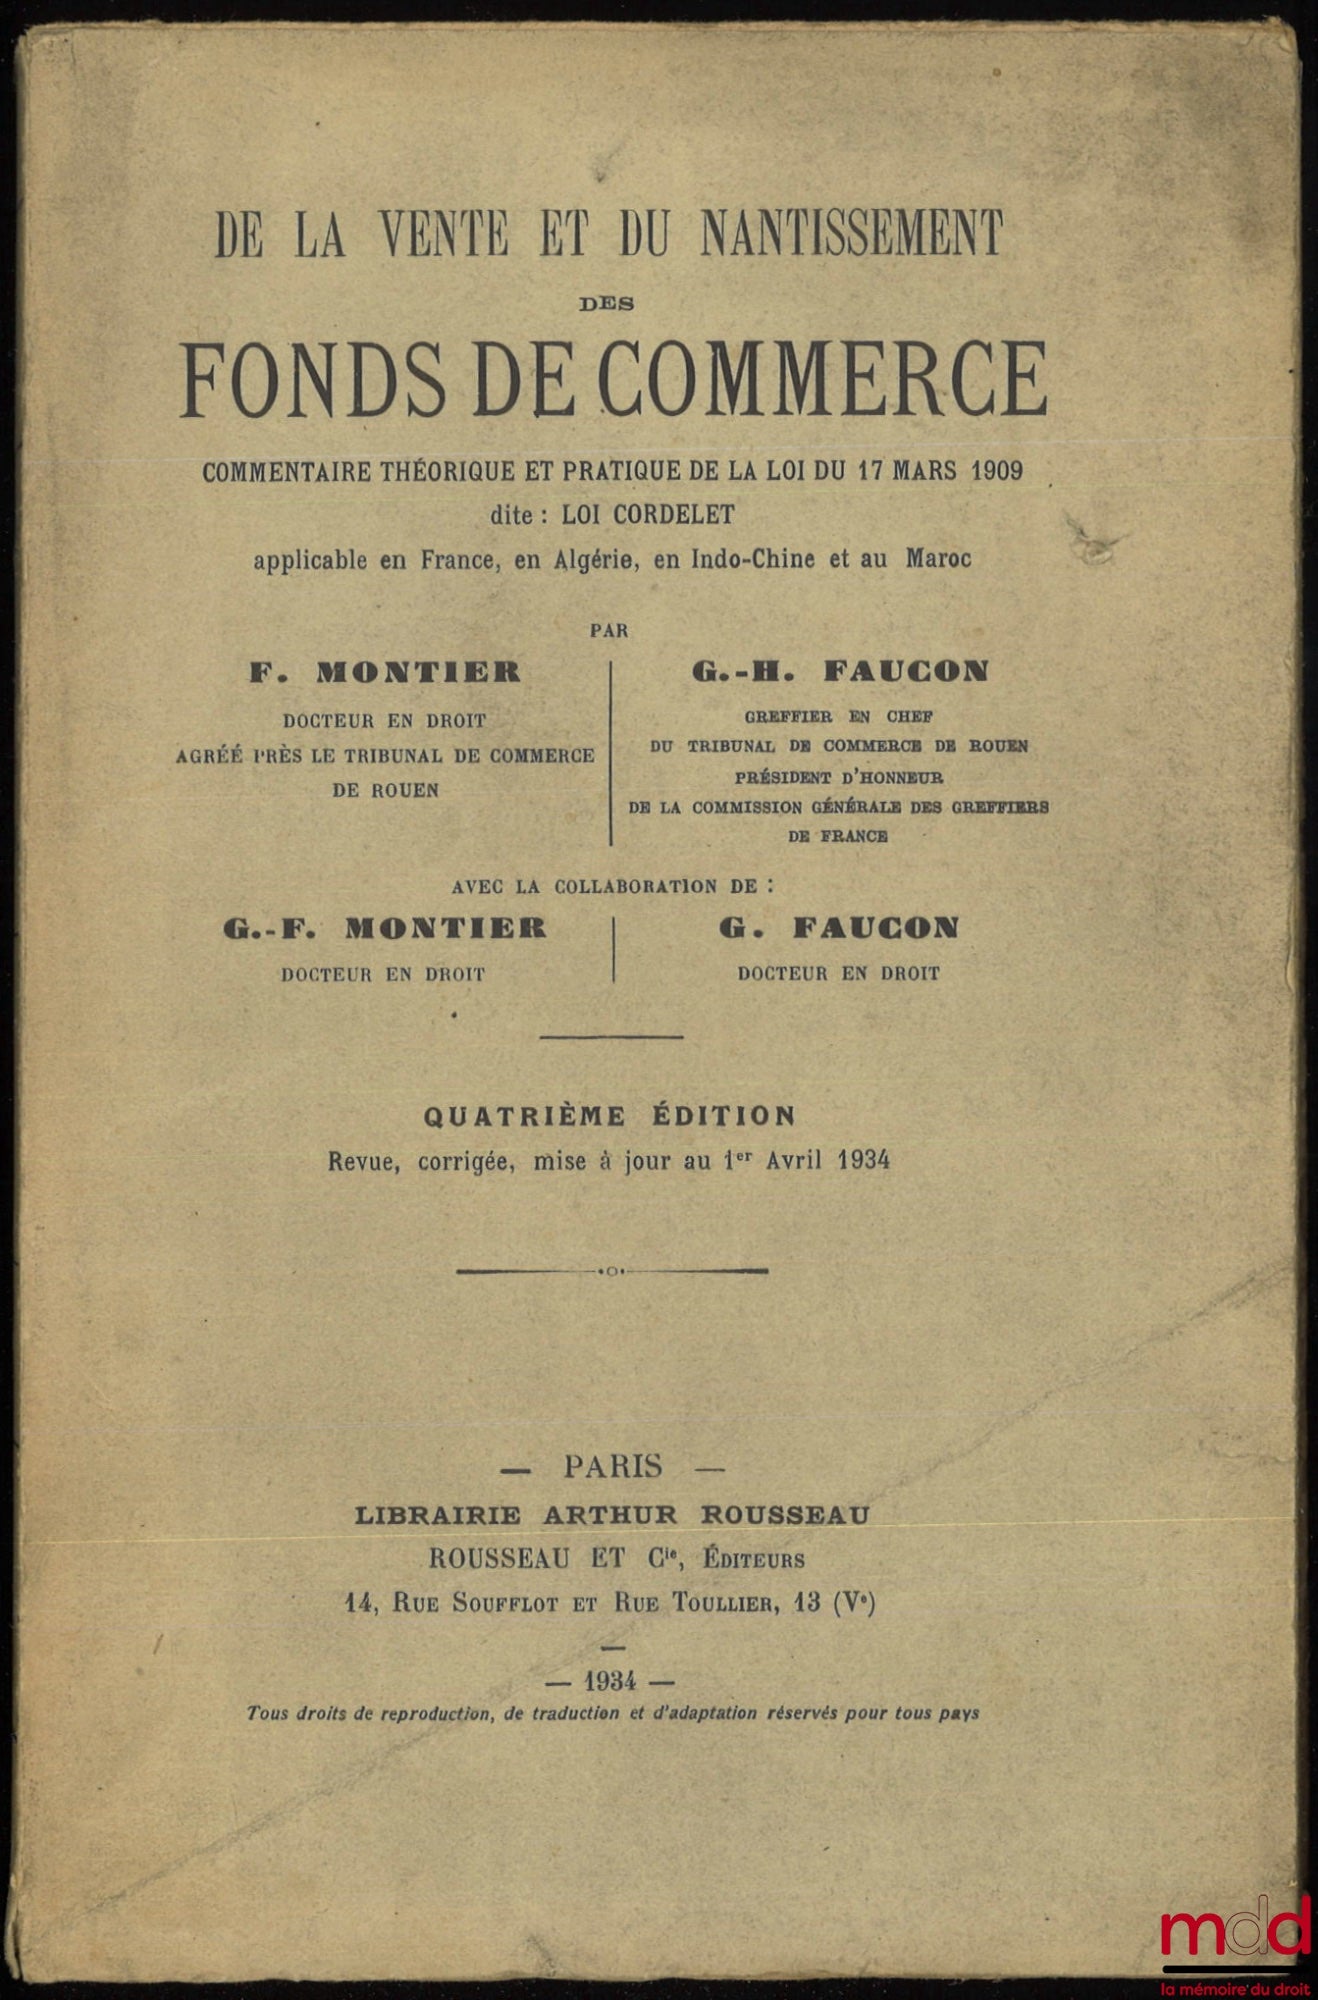 DE LA VENTE ET DU NANTISSEMENT
DES
FONDS DE COMMERCE
COMMENTAIRE THÉORIQUE ET PRATIQUE DE LA LOI DU 17 MARS 1909
dite : LOI CORDELET
applicable en France, en Algérie, en Indo-Chine et au Maroc
PAR
F. MONTIER
DOCTEUR EN DROIT
AGRÉÉ PRÈS LE TRIBUNAL DE COMMERCE
DE ROUEN
G.-H. FAUCON
GREFFIER EN CHEF
DU TRIBUNAL DE COMMERCE DE ROUEN
PRÉSIDENT D'HONNEUR
DE LA COMMISSION GÉNÉRALE DES GREFFIERS
DE FRANCE
AVEC LA COLLABORATION DE :
G.-F. MONTIER
DOCTEUR EN DROIT
G. FAUCON
DOCTEUR EN DROIT
QUATRIÈME ÉDITION
Revue, corrigée, mise à jour au 1er Avril 1934
— PARIS —
LIBRAIRIE ARTHUR ROUSSEAU
ROUSSEAU ET Cie, ÉDITEURS
14, RUE SOUFFLOT ET RUE TOULLIER, 13 (Ve)
— 1934 —
Tous droits de reproduction, de traduction et d'adaptation réservés pour tous pays
mdd
la mémoire du droit